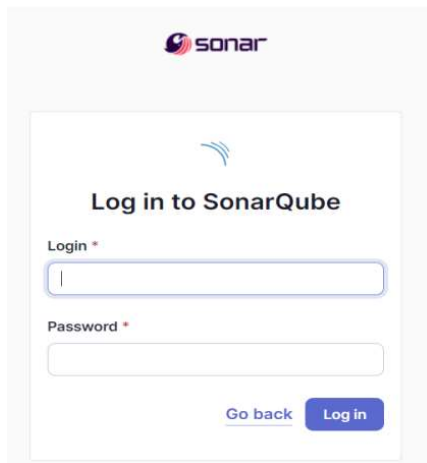 sonar
Log in to SonarQube
Login *
Password *
Go back Log in